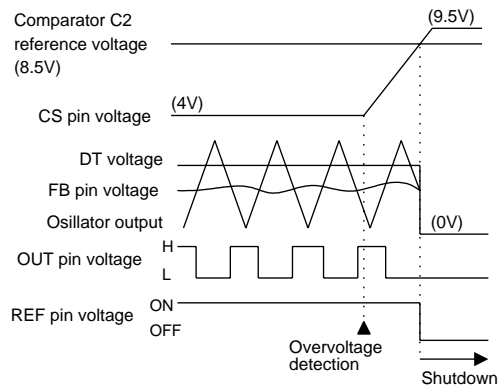 Comparator C2
reference voltage
(8.5V)
(9.5V)
CS pin voltage
(4V)
DT voltage
FB pin voltage
Osillator output
(0V)
OUT pin voltage
H
L
REF pin voltage
ON
OFF
Overvoltage
detection
Shutdown